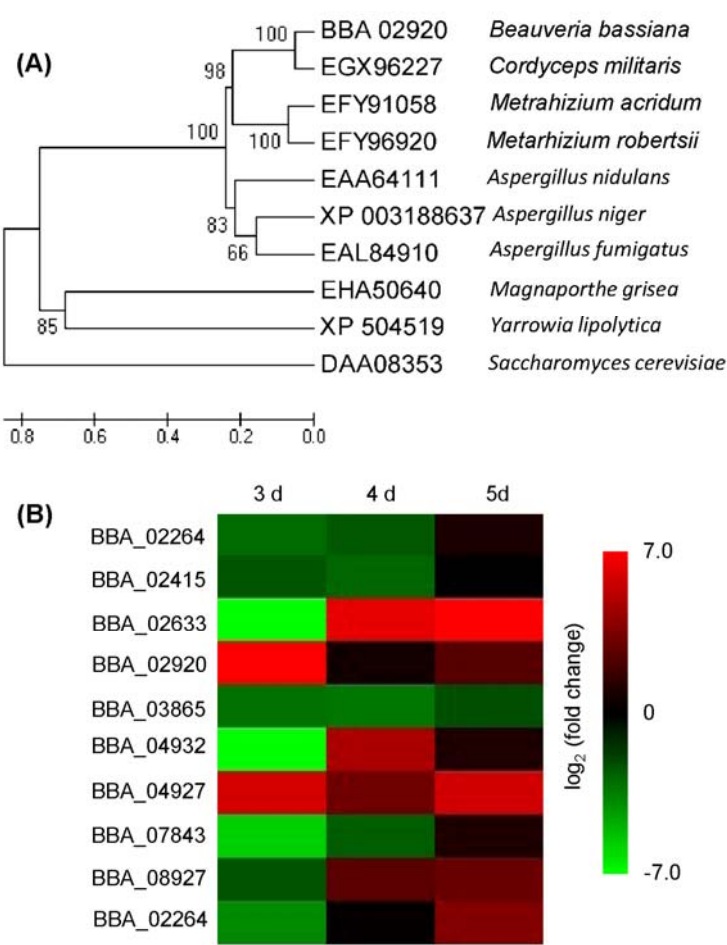 (A)
100 BBA 02920 Beauveria bassiana
EGX96227 Cordyceps militaris
98
EFY91058 Metrahizium acridum
100
100 EFY96920 Metarhizium robertsii
EAA64111 Aspergillus nidulans
83 XP 003188637 Aspergillus niger
66 EAL84910 Aspergillus fumigatus
EHA50640 Magnaporthe grisea
85 XP 504519 Yarrowia lipolytica
DAA08353 Saccharomyces cerevisiae
0.8 0.6 0.4 0.2 0.0
(B)
3 d 4 d 5d
BBA_02264
BBA_02415
BBA_02633
BBA_02920
BBA_03865
BBA_04932
BBA_04927
BBA_07843
BBA_08927
BBA_02264
7.0
0
-7.0
log2 (fold change)